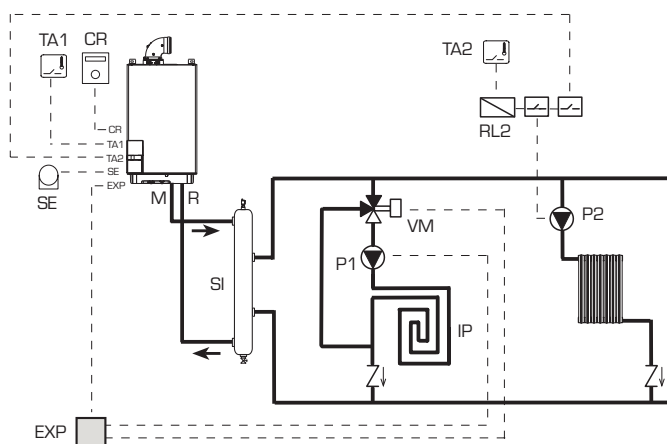 TA1 CR
TA2
RL2
CR
TA1
TA2
SE
EXP
SE
M R
VM
P2
P1
SI
IP
EXP